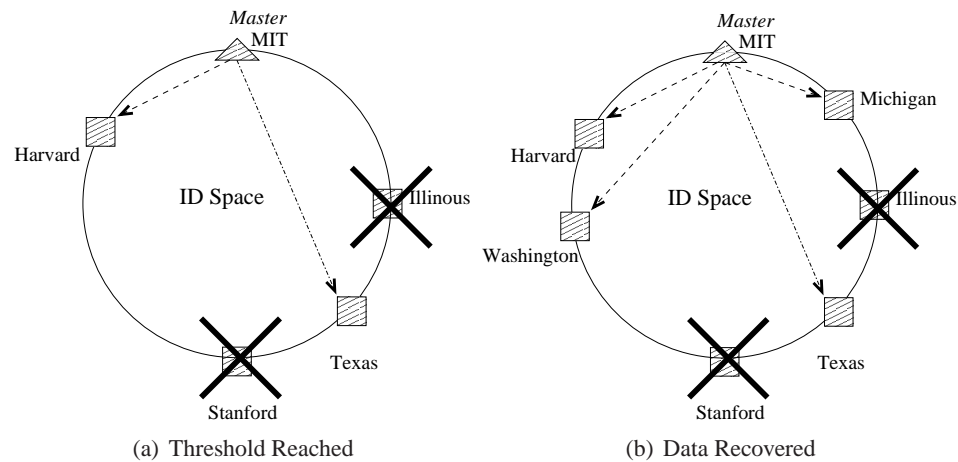 Master
MIT
Harvard
ID Space
Illinous
Texas
Stanford
(a) Threshold Reached
Master
MIT
Michigan
Harvard
ID Space
Illinous
Washington
Texas
Stanford
(b) Data Recovered